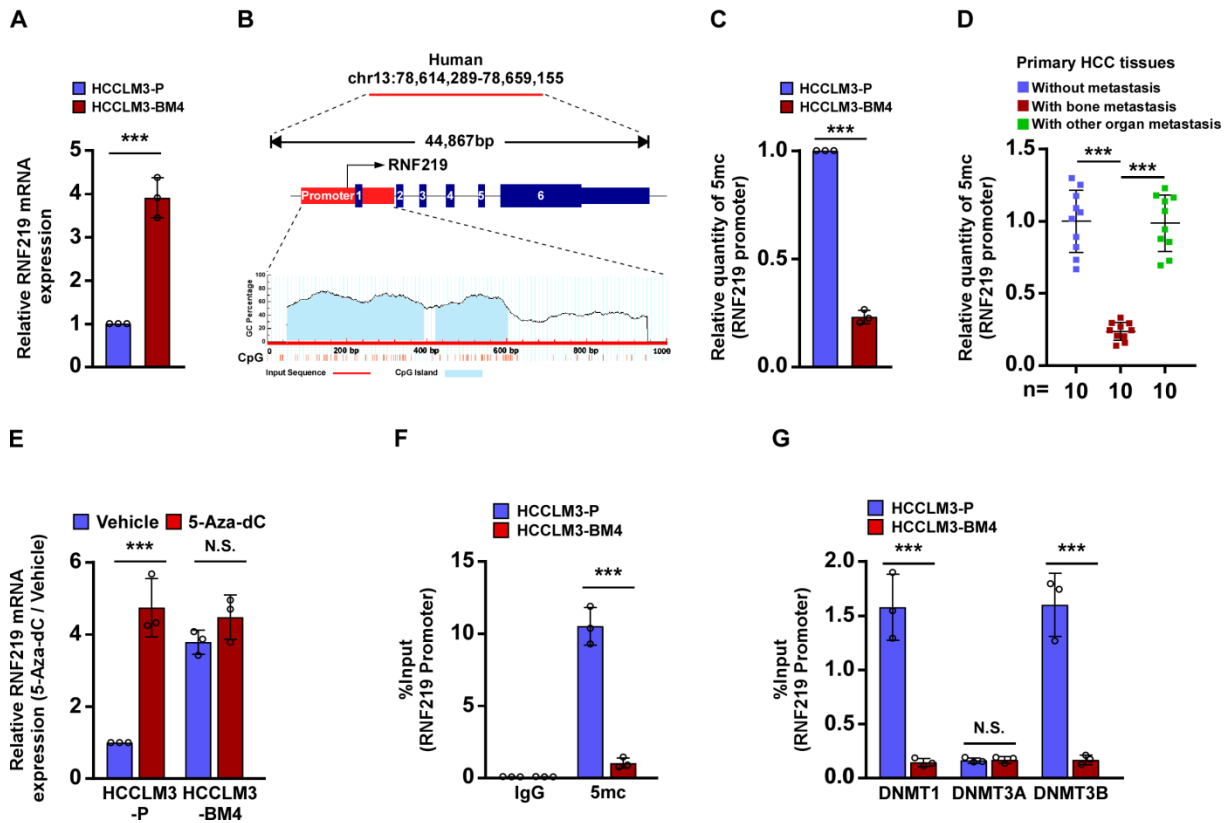 A
HCCLM3-P
HCCLM3-BM4
***
Relative RNF219 mRNA
expression
5
4
3
2
1
0
B
Human
chr13:78,614,289-78,659,155
44,867bp
RNF219
Promoter
1
2
3
4
5
6
GC Percentage
100
80
60
40
20
0
0
200 bp
400 bp
600 bp
800 bp
1000
CpG
Input Sequence
CpG Island
C
HCCLM3-P
HCCLM3-BM4
***
Relative quantity of 5mc
(RNF219 promoter)
1.0
0.5
0
D
Primary HCC tissues
Without metastasis
With bone metastasis
With other organ metastasis
***
***
Relative quantity of 5mc
(RNF219 promoter)
1.5
1.0
0.5
0.0
n=
10
10
10
E
Vehicle
5-Aza-dC
***
N.S.
Relative RNF219 mRNA
expression (5-Aza-dC / Vehicle)
6
4
2
0
HCCLM3
-P
HCCLM3
-BM4
F
HCCLM3-P
HCCLM3-BM4
***
%Input
(RNF219 Promoter)
15
10
5
0
IgG
5mc
G
HCCLM3-P
HCCLM3-BM4
***
N.S.
***
%Input
(RNF219 Promoter)
2.0
1.5
1.0
0.5
0.0
DNMT1
DNMT3A
DNMT3B